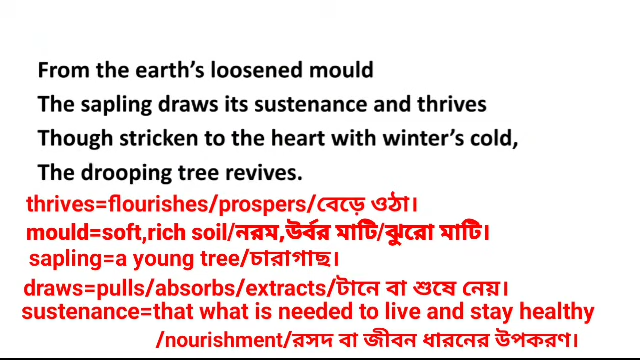 From the earth's loosened mould
The sapling draws its sustenance and thrives
Though stricken to the heart with winter's cold,
The drooping tree revives.
thrives=flourishes/prospers/বেড়ে ওঠা।
mould=soft,rich soil/নরম,উর্বর মাটি/ঝুরো মাটি।
sapling=a young tree/চারাগাছ।
draws=pulls/absorbs/extracts/টানে বা শুষে নেয়।
sustenance=that what is needed to live and stay healthy
/nourishment/রসদ বা জীবন ধারনের উপকরণ।